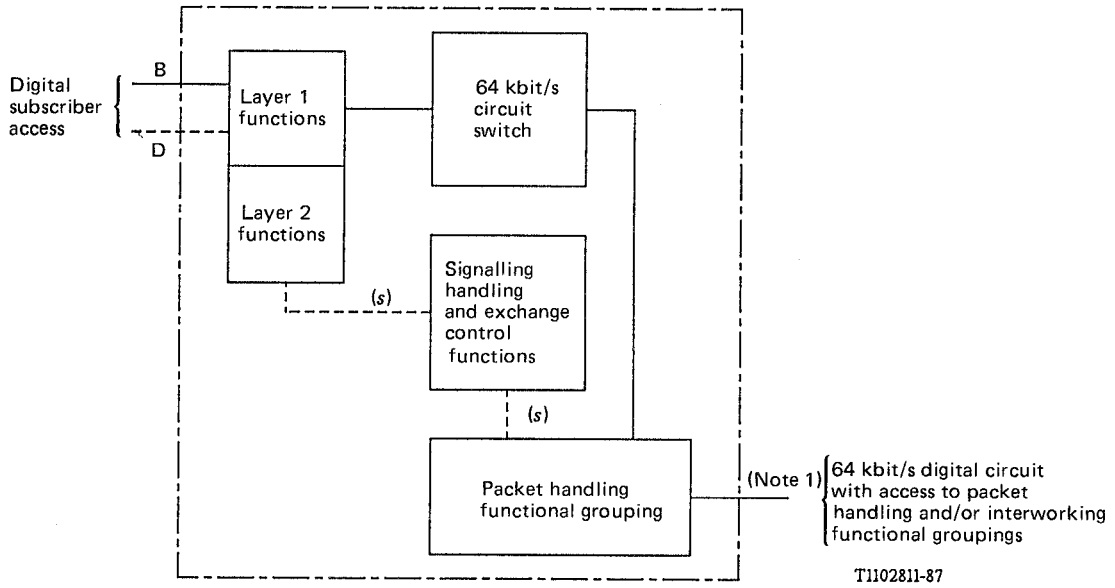 B
Digital
subscriber
access
D
Layer 1
functions
Layer 2
functions
64 kbit/s
circuit
switch
(s)
Signalling
handling
and exchange
control
functions
(s)
Packet handling
functional grouping
(Note 1)
64 kbit/s digital circuit
with access to packet
handling and/or interworking
functional groupings
T1102811-87